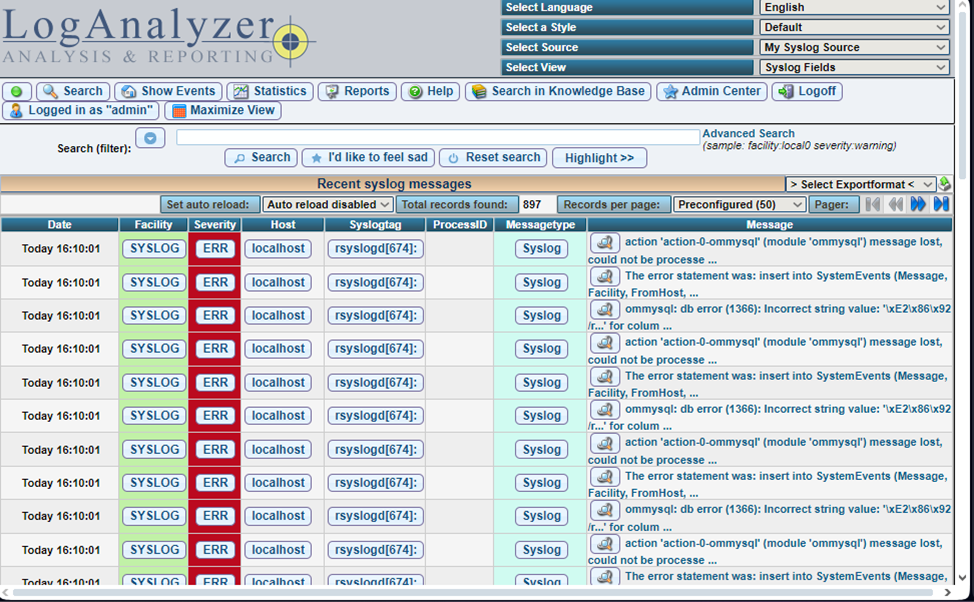 LogAnalyzer
ANALYSIS & REPORTING
Select Language English
Select a Style Default
Select Source My Syslog Source
Select View Syslog Fields
Search Show Events Statistics Reports Help Search in Knowledge Base Admin Center Logoff
Logged in as "admin" Maximize View
Search (filter):
Advanced Search
(sample: facility:local0 severity:warning)
Search I'd like to feel sad Reset search Highlight >>
Recent syslog messages > Select Exportformat <
Set auto reload: Auto reload disabled Total records found: 897 Records per page: Preconfigured (50) Pager:
Date Facility Severity Host Syslogtag ProcessID Messagetype Message
Today 16:10:01 SYSLOG ERR localhost rsyslogd[674]: Syslog action 'action-0-ommysql' (module 'ommysql') message lost,
could not be processe ...
Today 16:10:01 SYSLOG ERR localhost rsyslogd[674]: Syslog The error statement was: insert into SystemEvents (Message,
Facility, FromHost, ...
Today 16:10:01 SYSLOG ERR localhost rsyslogd[674]: Syslog ommysql: db error (1366): Incorrect string value: '\xE2\x86\x92
/r...' for colum ...
Today 16:10:01 SYSLOG ERR localhost rsyslogd[674]: Syslog action 'action-0-ommysql' (module 'ommysql') message lost,
could not be processe ...
Today 16:10:01 SYSLOG ERR localhost rsyslogd[674]: Syslog The error statement was: insert into SystemEvents (Message,
Facility, FromHost, ...
Today 16:10:01 SYSLOG ERR localhost rsyslogd[674]: Syslog ommysql: db error (1366): Incorrect string value: '\xE2\x86\x92
/r...' for colum ...
Today 16:10:01 SYSLOG ERR localhost rsyslogd[674]: Syslog action 'action-0-ommysql' (module 'ommysql') message lost,
could not be processe ...
Today 16:10:01 SYSLOG ERR localhost rsyslogd[674]: Syslog The error statement was: insert into SystemEvents (Message,
Facility, FromHost, ...
Today 16:10:01 SYSLOG ERR localhost rsyslogd[674]: Syslog ommysql: db error (1366): Incorrect string value: '\xE2\x86\x92
/r...' for colum ...
Today 16:10:01 SYSLOG ERR localhost rsyslogd[674]: Syslog action 'action-0-ommysql' (module 'ommysql') message lost,
could not be processe ...
Today 16:10:01 SYSLOG ERR localhost rsyslogd[674]: Syslog The error statement was: insert into SystemEvents (Message,